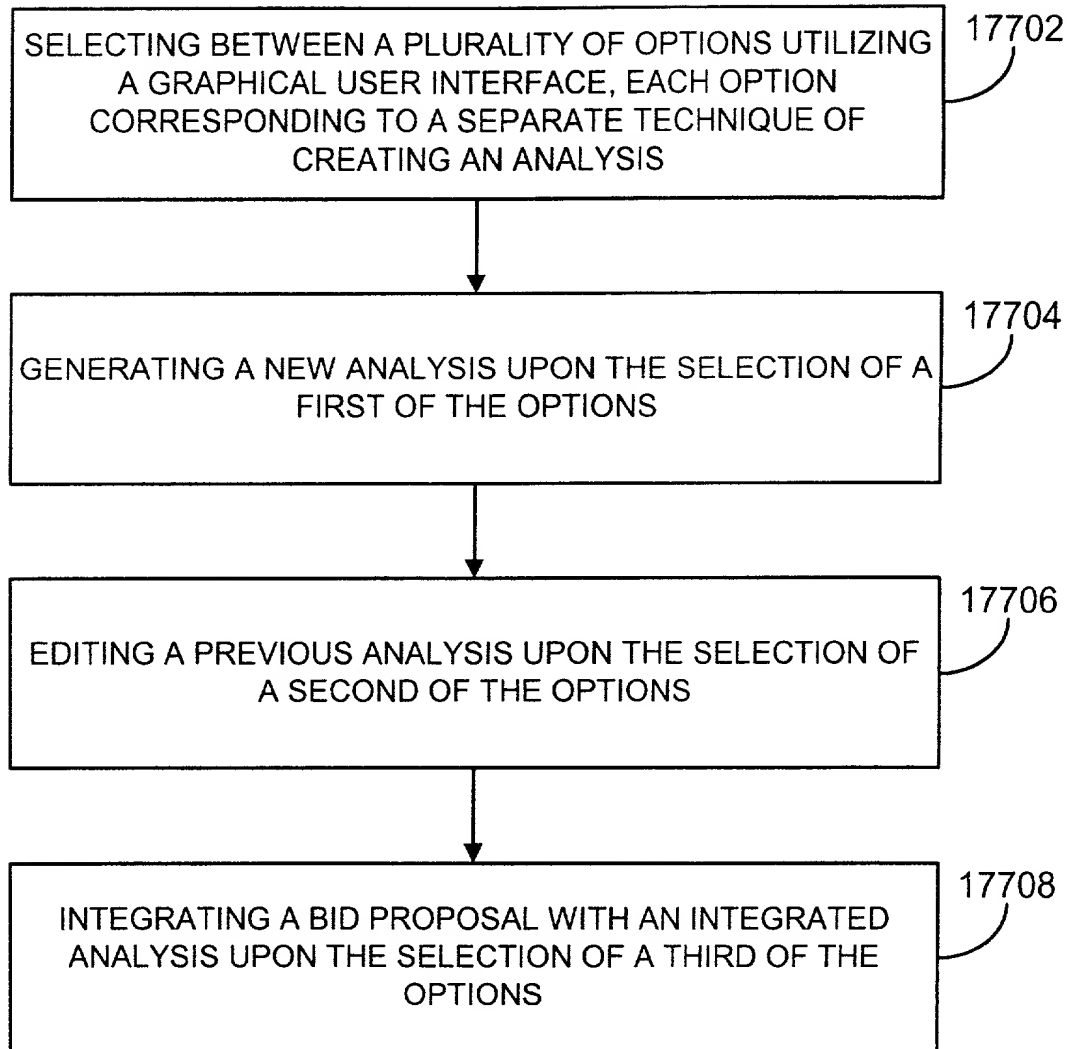 SELECTING BETWEEN A PLURALITY OF OPTIONS UTILIZING
A GRAPHICAL USER INTERFACE, EACH OPTION
CORRESPONDING TO A SEPARATE TECHNIQUE OF
CREATING AN ANALYSIS
17702
GENERATING A NEW ANALYSIS UPON THE SELECTION OF A
FIRST OF THE OPTIONS
17704
EDITING A PREVIOUS ANALYSIS UPON THE SELECTION OF
A SECOND OF THE OPTIONS
17706
INTEGRATING A BID PROPOSAL WITH AN INTEGRATED
ANALYSIS UPON THE SELECTION OF A THIRD OF THE
OPTIONS
17708